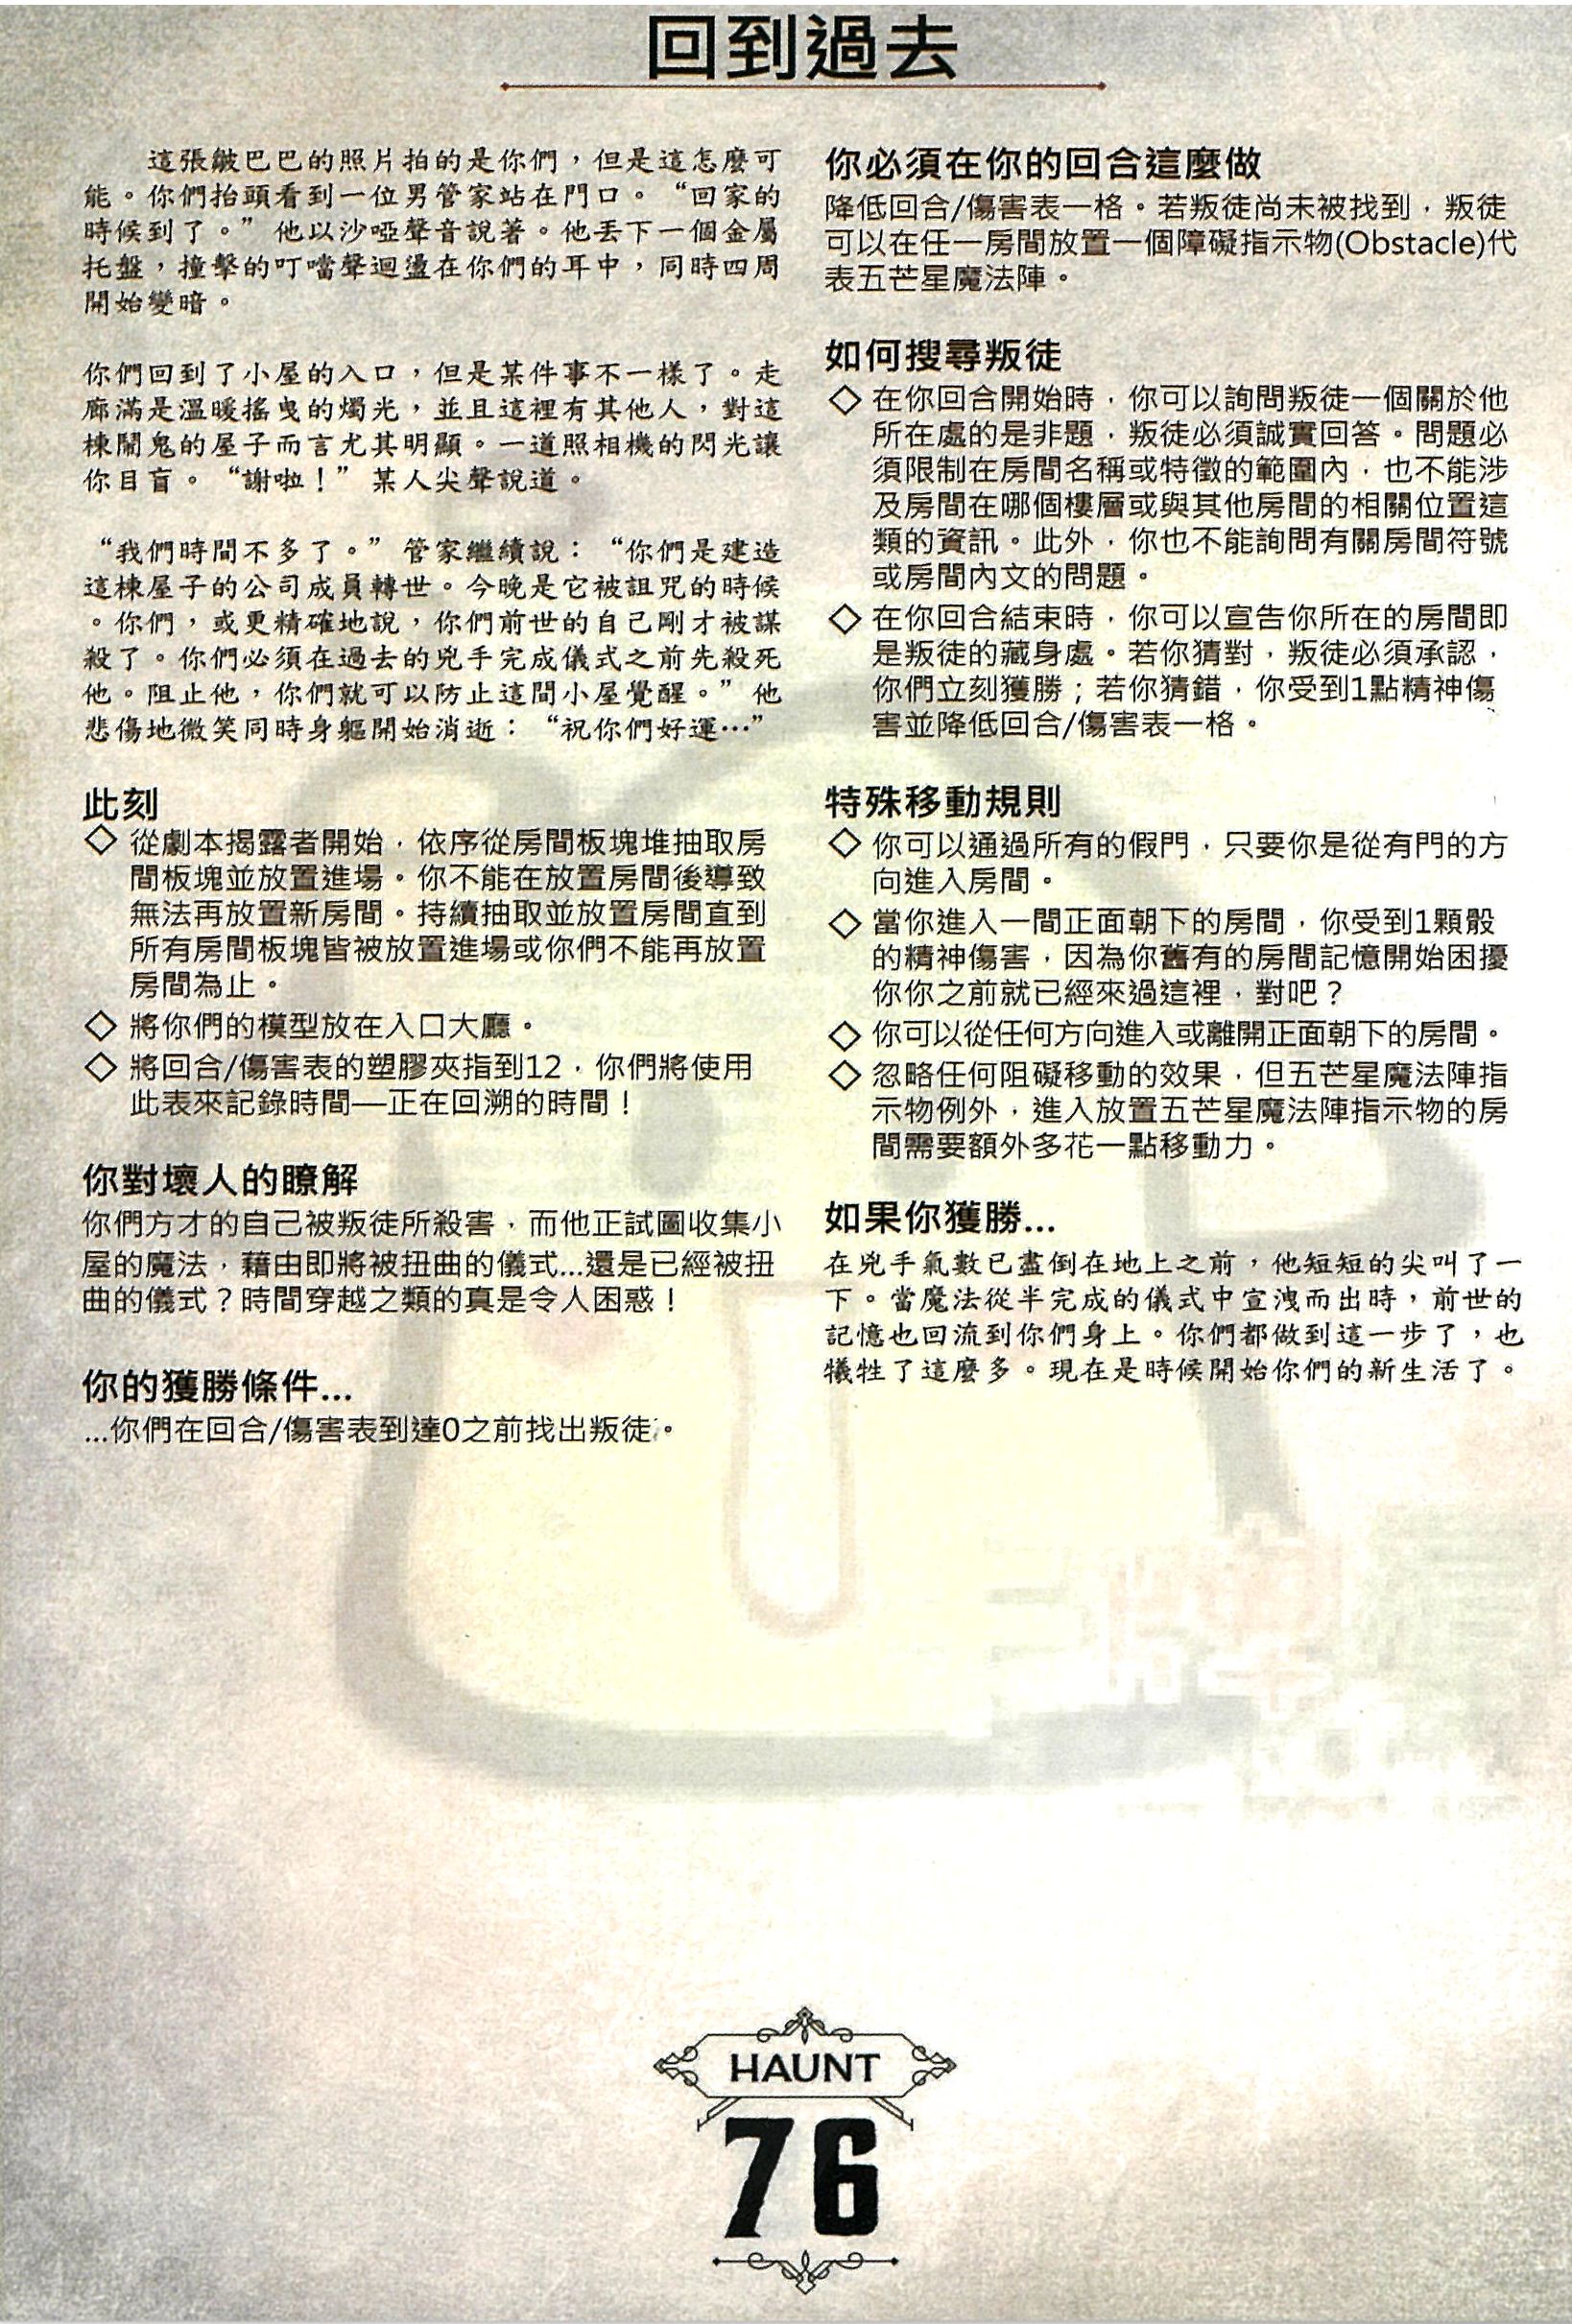 回到過去
這張皺巴巴的照片拍的是你們，但是這怎麼可
能。你們抬頭看到一位男管家站在門口。“回家的
時候到了。”他以沙啞聲音說著。他丟下一個金屬
托盤，撞擊的叮噹聲迴盪在你們的耳中，同時四周
開始變暗。
你們回到了小屋的入口，但是某件事不一樣了。走
廊滿是溫暖搖曳的燭光，並且這裡有其他人，對這
棟鬧鬼的屋子而言尤其明顯。一道照相機的閃光讓
你目盲。“謝啦！”某人尖聲說道。
“我們時間不多了。”管家繼續說：“你們是建造
這棟屋子的公司成員轉世。今晚是它被詛咒的時候
。你們，或更精確地說，你們前世的自己剛才被謀
殺了。你們必須在過去的兇手完成儀式之前先殺死
他。阻止他，你們就可以防止這間小屋覺醒。”他
悲傷地微笑同時身軀開始消逝：“祝你們好運…”
此刻
◇ 從劇本揭露者開始，依序從房間板塊堆抽取房
間板塊並放置進場。你不能在放置房間後導致
無法再放置新房間。持續抽取並放置房間直到
所有房間板塊皆被放置進場或你們不能再放置
房間為止。
◇ 將你們的模型放在入口大廳。
◇ 將回合/傷害表的塑膠夾指到12，你們將使用
此表來記錄時間—正在回溯的時間！
你對壞人的瞭解
你們方才的自己被叛徒所殺害，而他正試圖收集小
屋的魔法，藉由即將被扭曲的儀式...還是已經被扭
曲的儀式？時間穿越之類的真是令人困惑！
你的獲勝條件...
...你們在回合/傷害表到達0之前找出叛徒。
你必須在你的回合這麼做
降低回合/傷害表一格。若叛徒尚未被找到，叛徒
可以在任一房間放置一個障礙指示物(Obstacle)代
表五芒星魔法陣。
如何搜尋叛徒
◇ 在你回合開始時，你可以詢問叛徒一個關於他
所在處的是非題，叛徒必須誠實回答。問題必
須限制在房間名稱或特徵的範圍內，也不能涉
及房間在哪個樓層或與其他房間的相關位置這
類的資訊。此外，你也不能詢問有關房間符號
或房間內文的問題。
◇ 在你回合結束時，你可以宣告你所在的房間即
是叛徒的藏身處。若你猜對，叛徒必須承認，
你們立刻獲勝；若你猜錯，你受到1點精神傷
害並降低回合/傷害表一格。
特殊移動規則
◇ 你可以通過所有的假門，只要你是從有門的方
向進入房間。
◇ 當你進入一間正面朝下的房間，你受到1顆骰
的精神傷害，因為你舊有的房間記憶開始困擾
你你之前就已經來過這裡，對吧？
◇ 你可以從任何方向進入或離開正面朝下的房間。
◇ 忽略任何阻礙移動的效果，但五芒星魔法陣指
示物例外，進入放置五芒星魔法陣指示物的房
間需要額外多花一點移動力。
如果你獲勝...
在兇手氣數已盡倒在地上之前，他短短的尖叫了一
下。當魔法從半完成的儀式中宣洩而出時，前世的
記憶也回流到你們身上。你們都做到這一步了，也
犧牲了這麼多。現在是時候開始你們的新生活了。
HAUNT
76